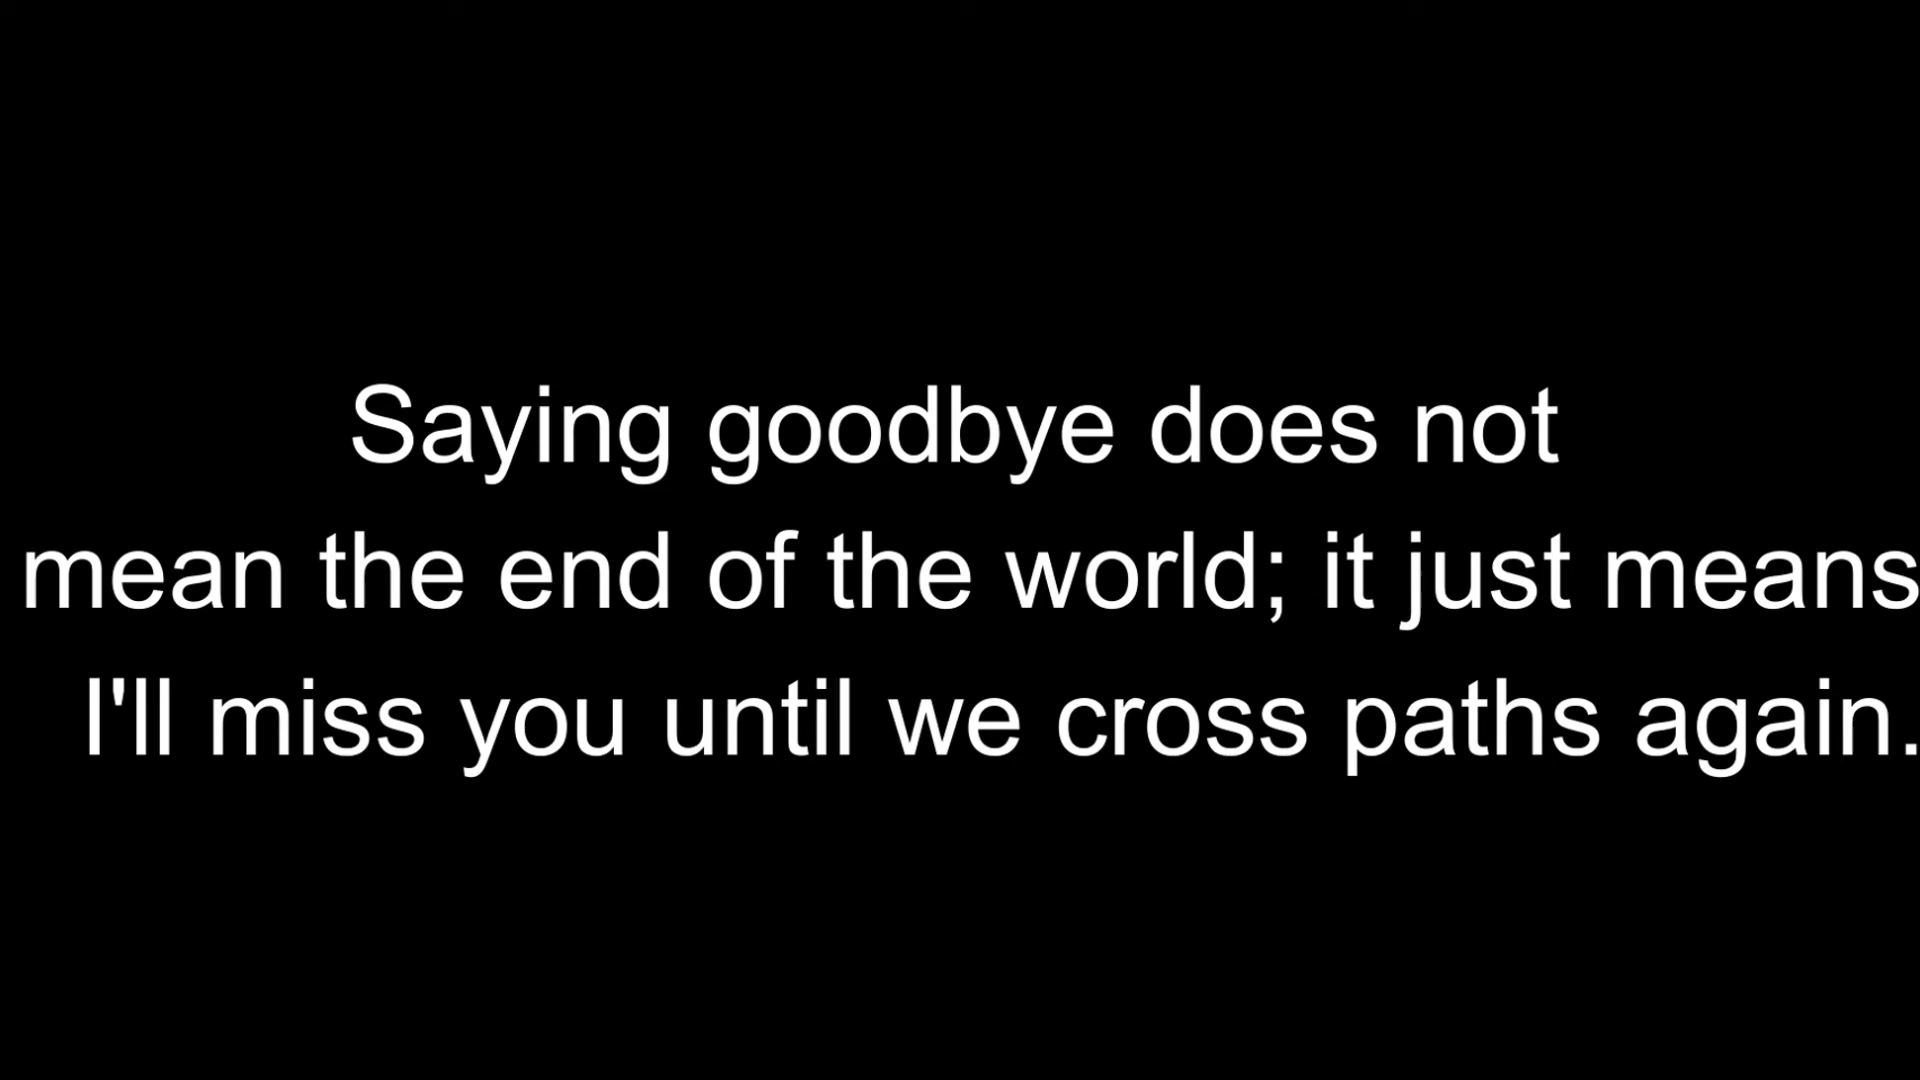 Saying goodbye does not
mean the end of the world; it just means
I'll miss you until we cross paths again.